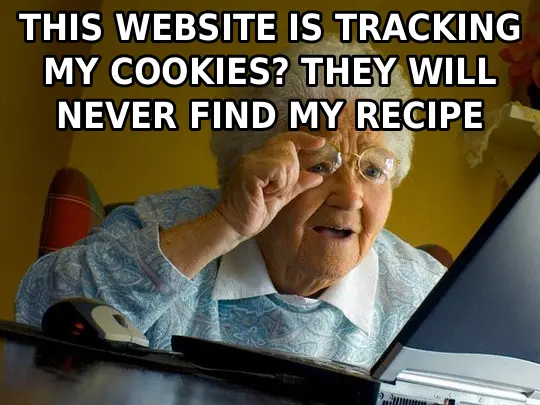 THIS WEBSITE IS TRACKING
MY COOKIES? THEY WILL
NEVER FIND MY RECIPE